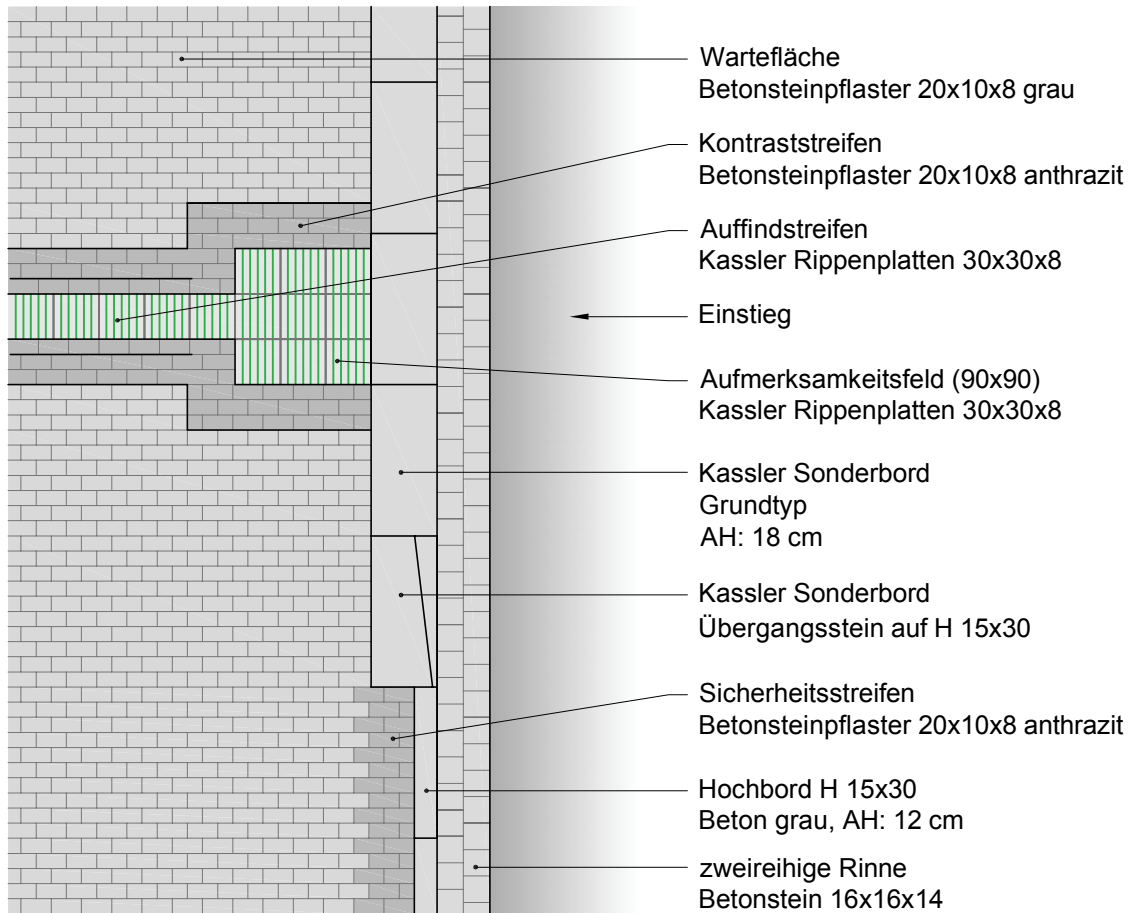 Wartefläche
Betonsteinpflaster 20x10x8 grau
Kontraststreifen
Betonsteinpflaster 20x10x8 anthrazit
Auffindstreifen
Kassler Rippenplatten 30x30x8
Einstieg
Aufmerksamkeitsfeld (90x90)
Kassler Rippenplatten 30x30x8
Kassler Sonderbord
Grundtyp
AH: 18 cm
Kassler Sonderbord
Übergangsstein auf H 15x30
Sicherheitsstreifen
Betonsteinpflaster 20x10x8 anthrazit
Hochbord H 15x30
Beton grau, AH: 12 cm
zweireihige Rinne
Betonstein 16x16x14